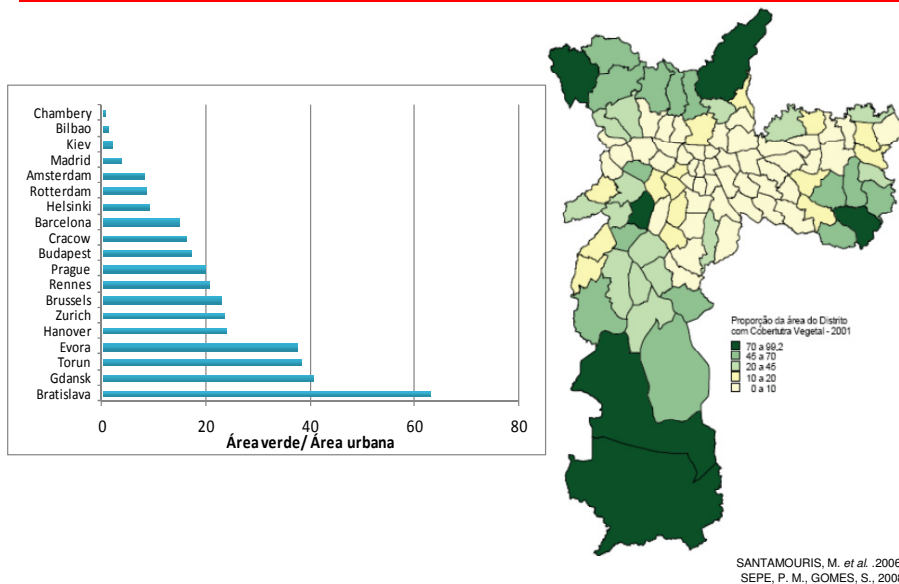 Chambery
Bilbao
Kiev
Madrid
Amsterdam
Rotterdam
Helsinki
Barcelona
Cracow
Budapest
Prague
Rennes
Brussels
Zurich
Hanover
Evora
Torun
Gdansk
Bratislava
0 20 40 60 80
Área verde/ Área urbana
Proporção da área do Distrito
com Cobertutra Vegetal - 2001
70 a 99,2
45 a 70
20 a 45
10 a 20
0 a 10
SANTAMOURIS, M. et al. .2006
SEPE, P. M., GOMES, S., 2008